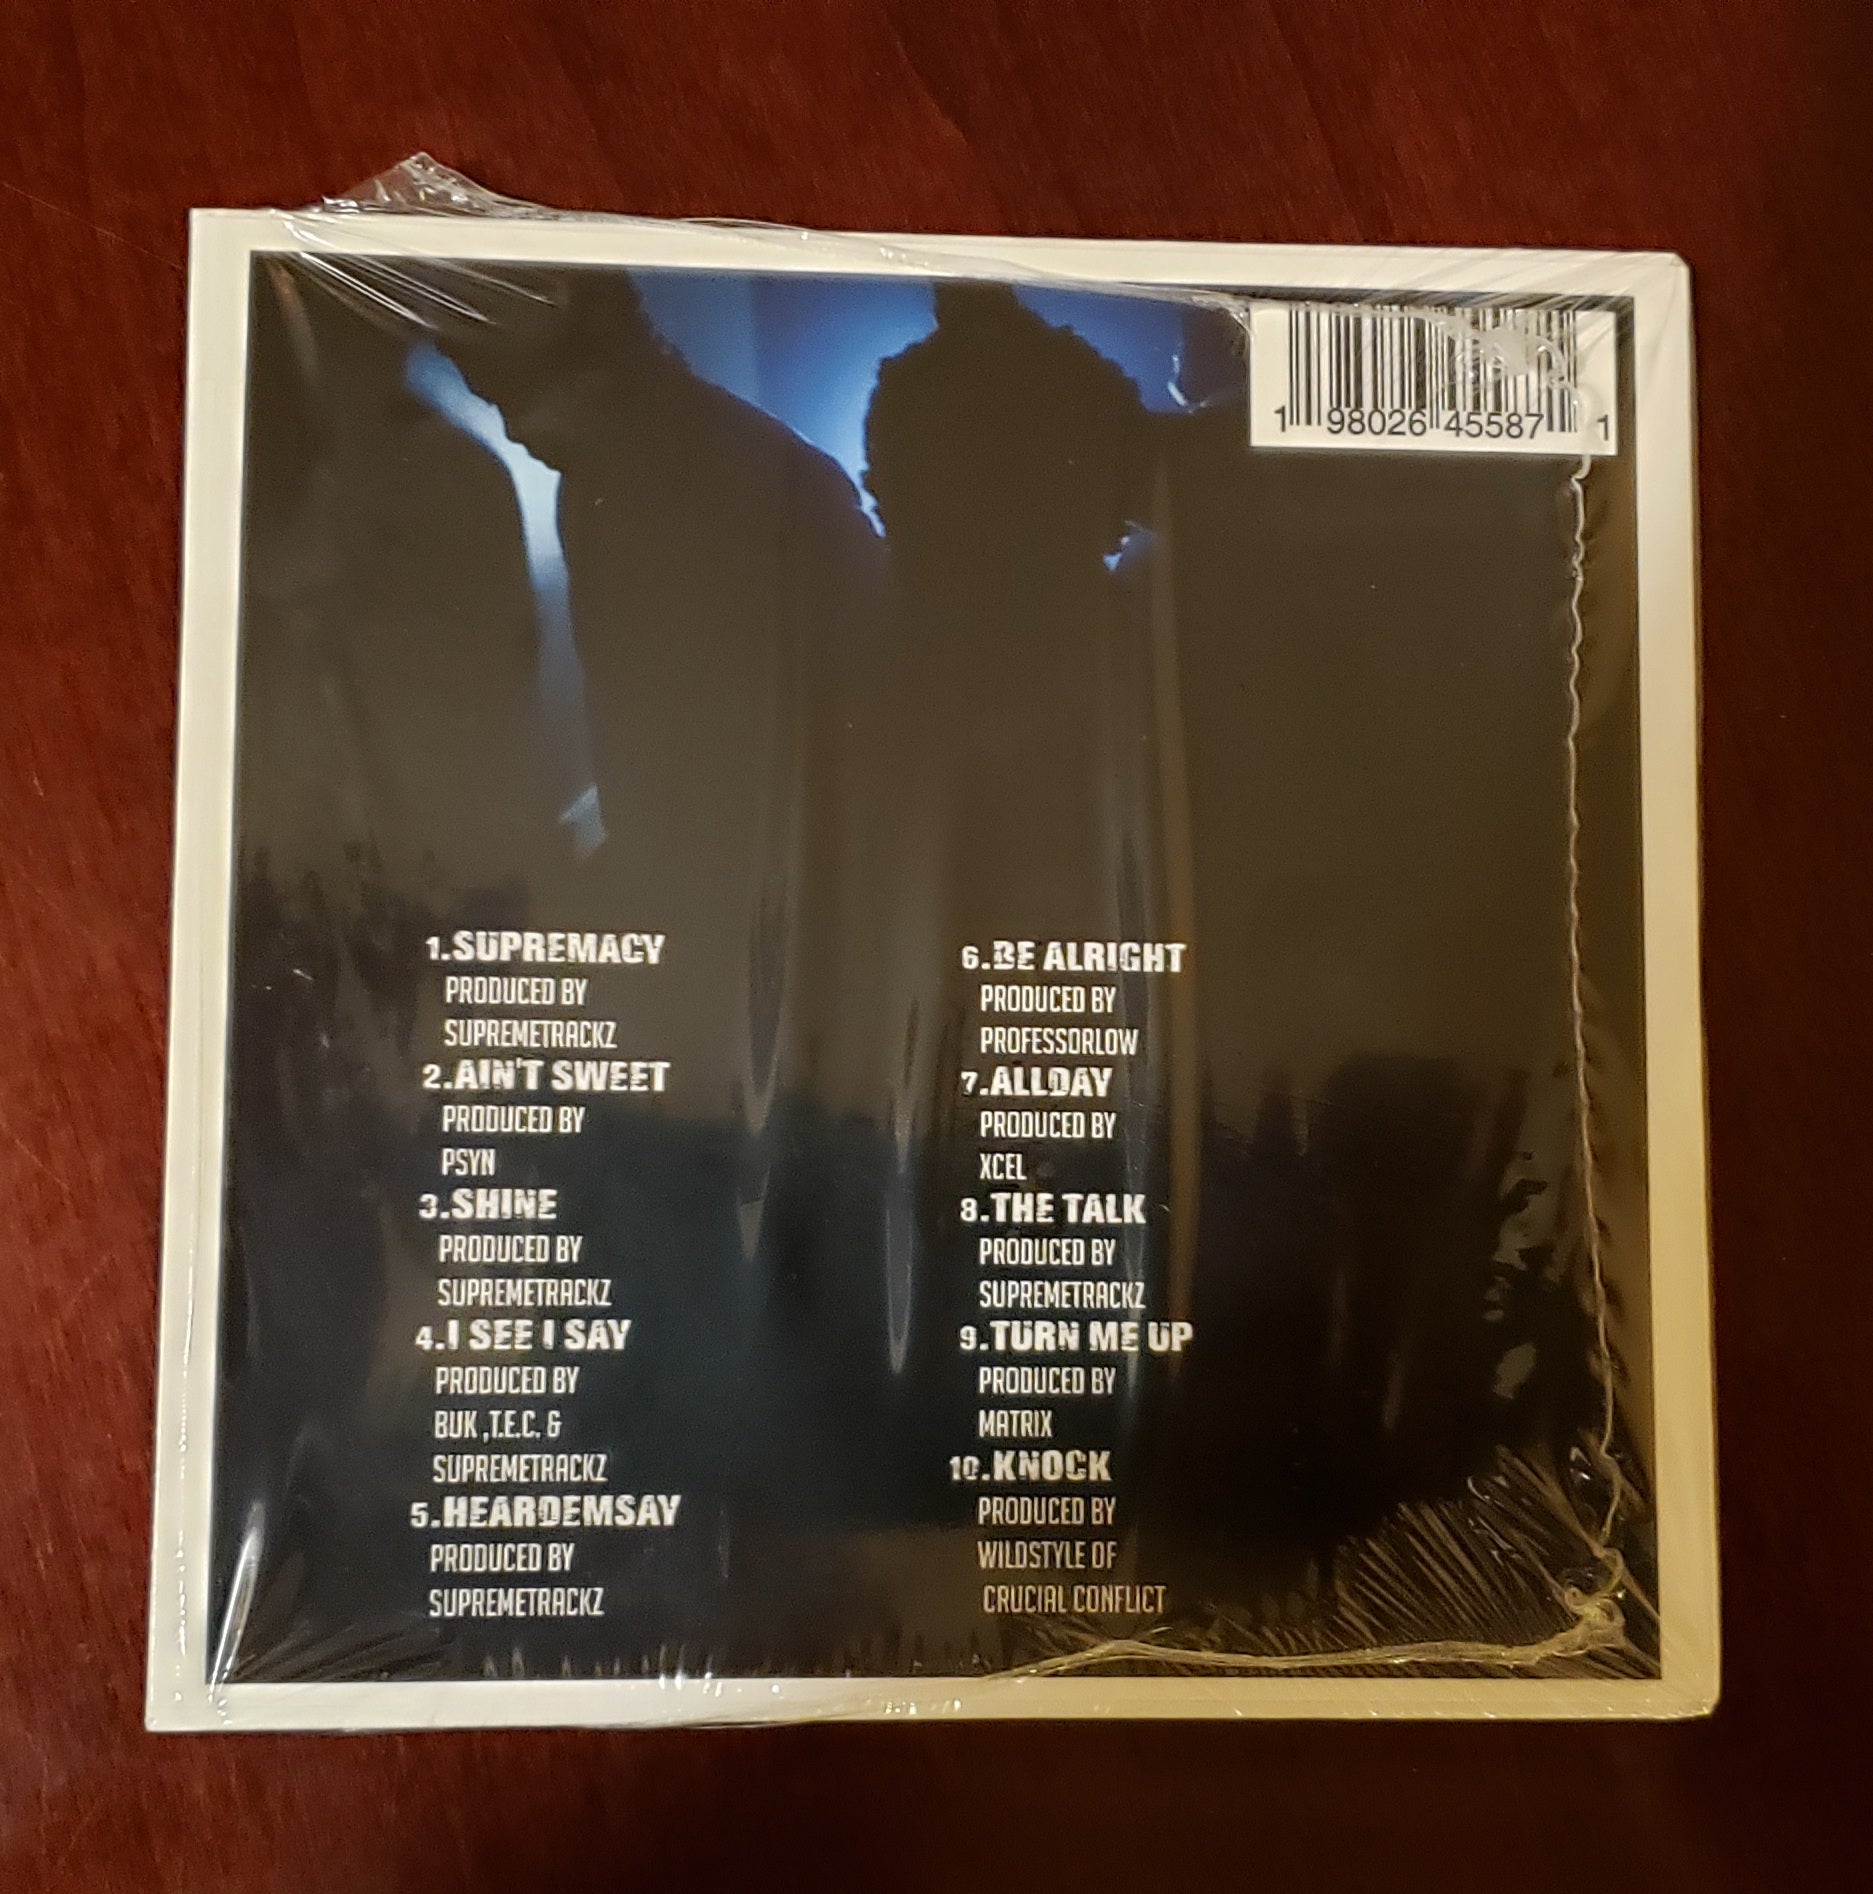 1 98026 45587 1
1.SUPREMACY
PRODUCED BY
SUPREMETRACKZ
2.AIN'T SWEET
PRODUCED BY
PSYN
3.SHINE
PRODUCED BY
SUPREMETRACKZ
4.I SEE I SAY
PRODUCED BY
BUK ,T.E.C. &
SUPREMETRACKZ
5.HEARDEMSAY
PRODUCED BY
SUPREMETRACKZ
6.BE ALRIGHT
PRODUCED BY
PROFESSORLOW
7.ALLDAY
PRODUCED BY
XCEL
8.THE TALK
PRODUCED BY
SUPREMETRACKZ
9.TURN ME UP
PRODUCED BY
MATRIX
10.KNOCK
PRODUCED BY
WILDSTYLE OF
CRUCIAL CONFLICT